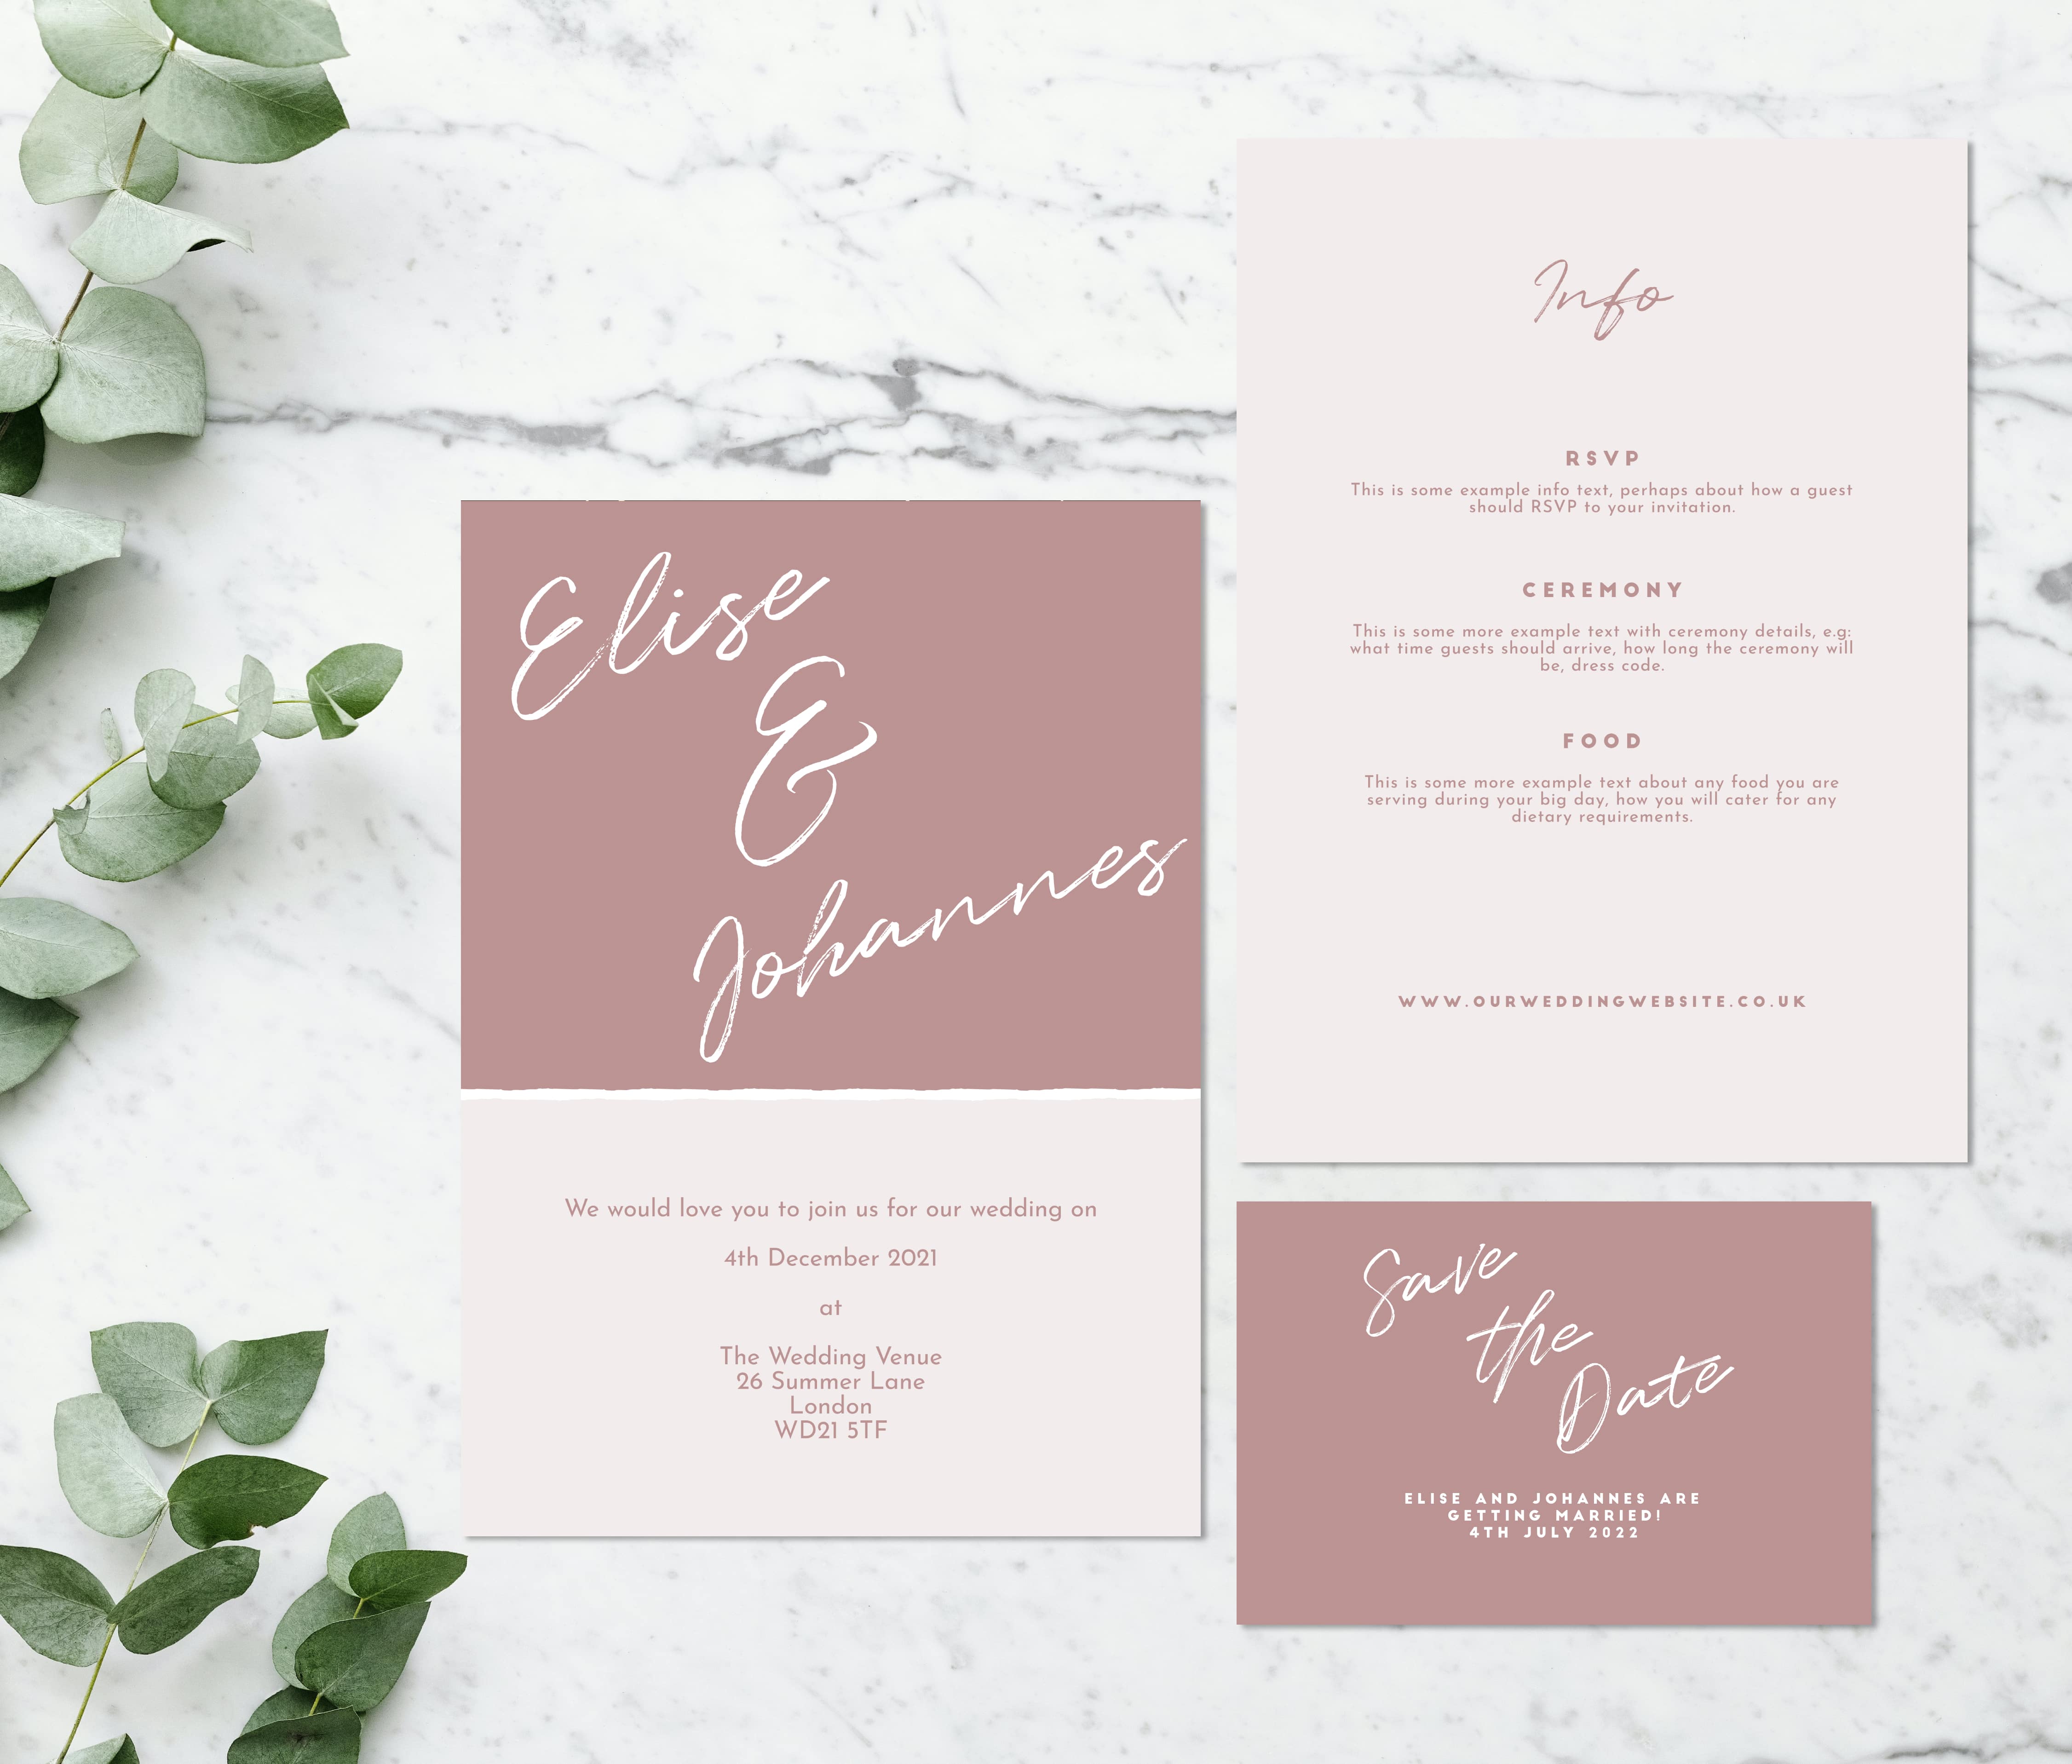 Elise
&
Johannes
We would love you to join us for our wedding on
4th December 2021
at
The Wedding Venue
26 Summer Lane
London
WD21 5TF
Info
RSVP
This is some example info text, perhaps about how a guest
should RSVP to your invitation.
CEREMONY
This is some more example text with ceremony details, e.g:
what time guests should arrive, how long the ceremony will
be, dress code.
FOOD
This is some more example text about any food you are
serving during your big day, how you will cater for any
dietary requirements.
WWW.OURWEDDINGWEBSITE.CO.UK
Save
the
Date
ELISE AND JOHANNES ARE
GETTING MARRIED!
4TH JULY 2022